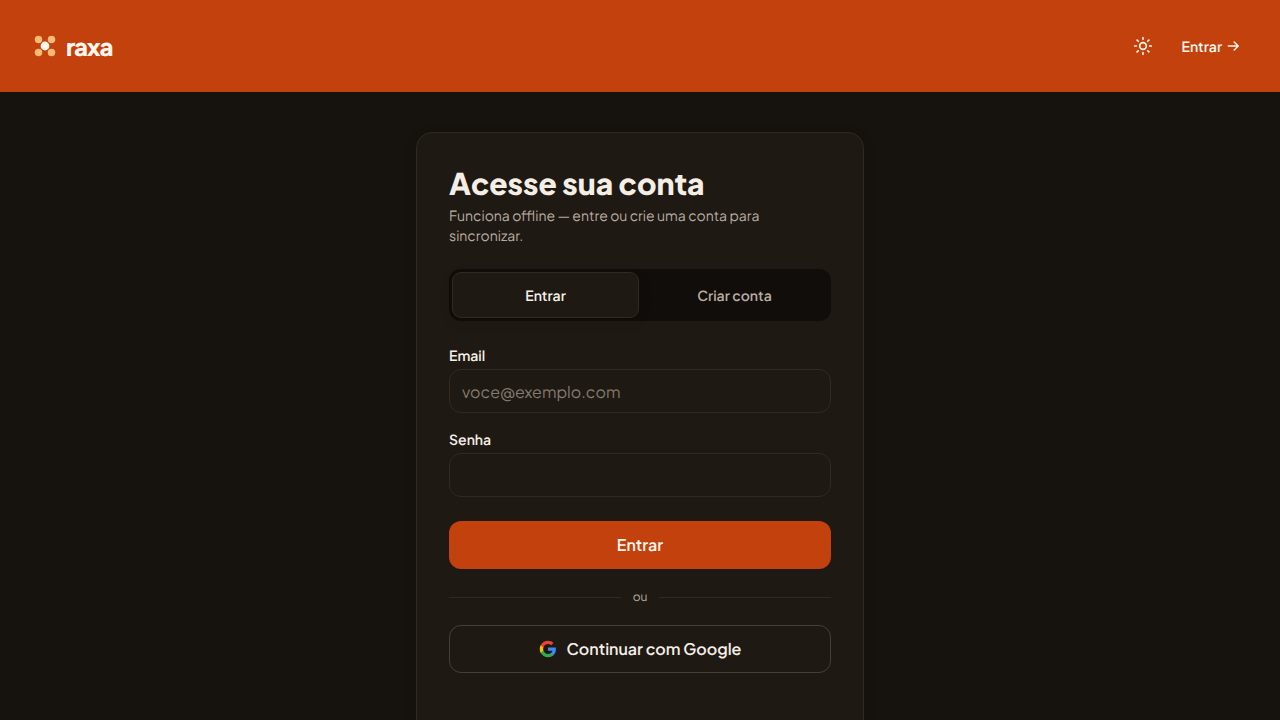 raxa
Entrar →
Acesse sua conta
Funciona offline — entre ou crie uma conta para
sincronizar.
Entrar
Criar conta
Email
voce@exemplo.com
Senha
Entrar
ou
Continuar com Google